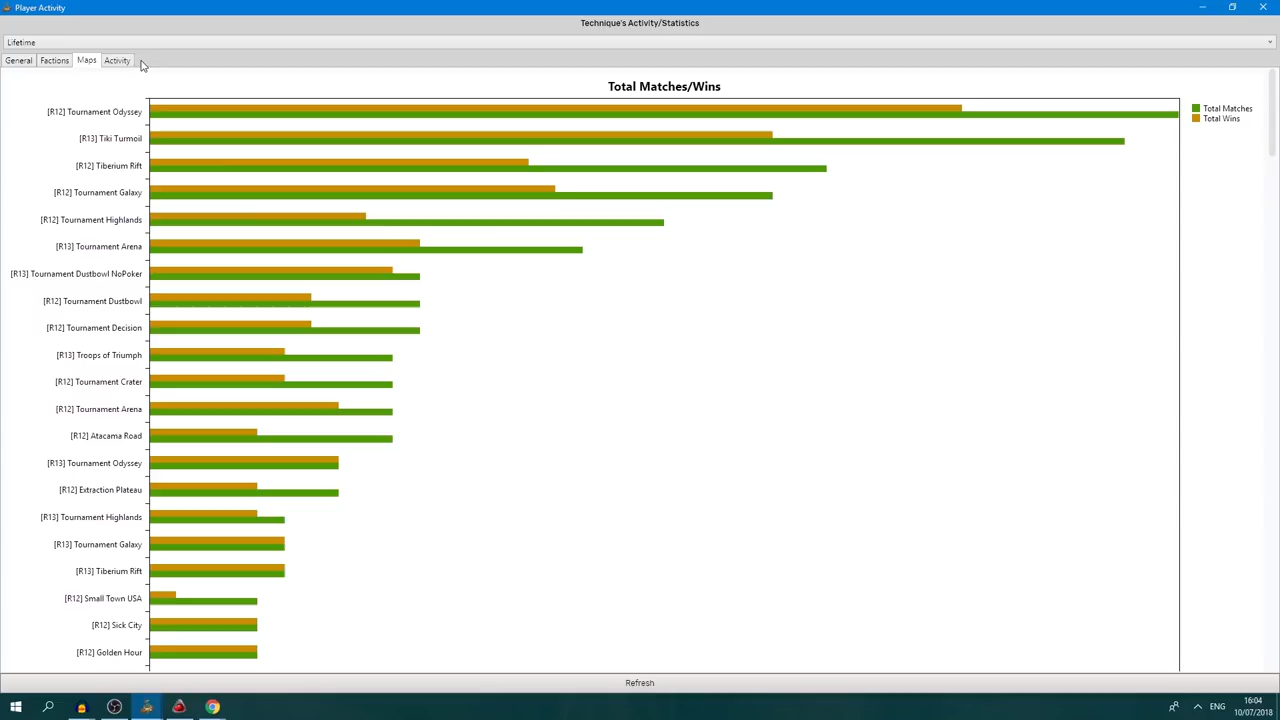 Player Activity
Technique's Activity/Statistics
Lifetime
General Factions Maps Activity
Total Matches/Wins
[R12] Tournament Odyssey
[R13] Tiki Turmoil
[R12] Tiberium Rift
[R12] Tournament Galaxy
[R12] Tournament Highlands
[R13] Tournament Arena
[R13] Tournament Dustbowl NoPoker
[R12] Tournament Dustbowl
[R12] Tournament Decision
[R13] Troops of Triumph
[R12] Tournament Crater
[R12] Tournament Arena
[R12] Atacama Road
[R13] Tournament Odyssey
[R12] Extraction Plateau
[R13] Tournament Highlands
[R13] Tournament Galaxy
[R13] Tiberium Rift
[R12] Small Town USA
[R12] Sick City
[R12] Golden Hour
Total Matches
Total Wins
Refresh
ENG
16:04
10/07/2018